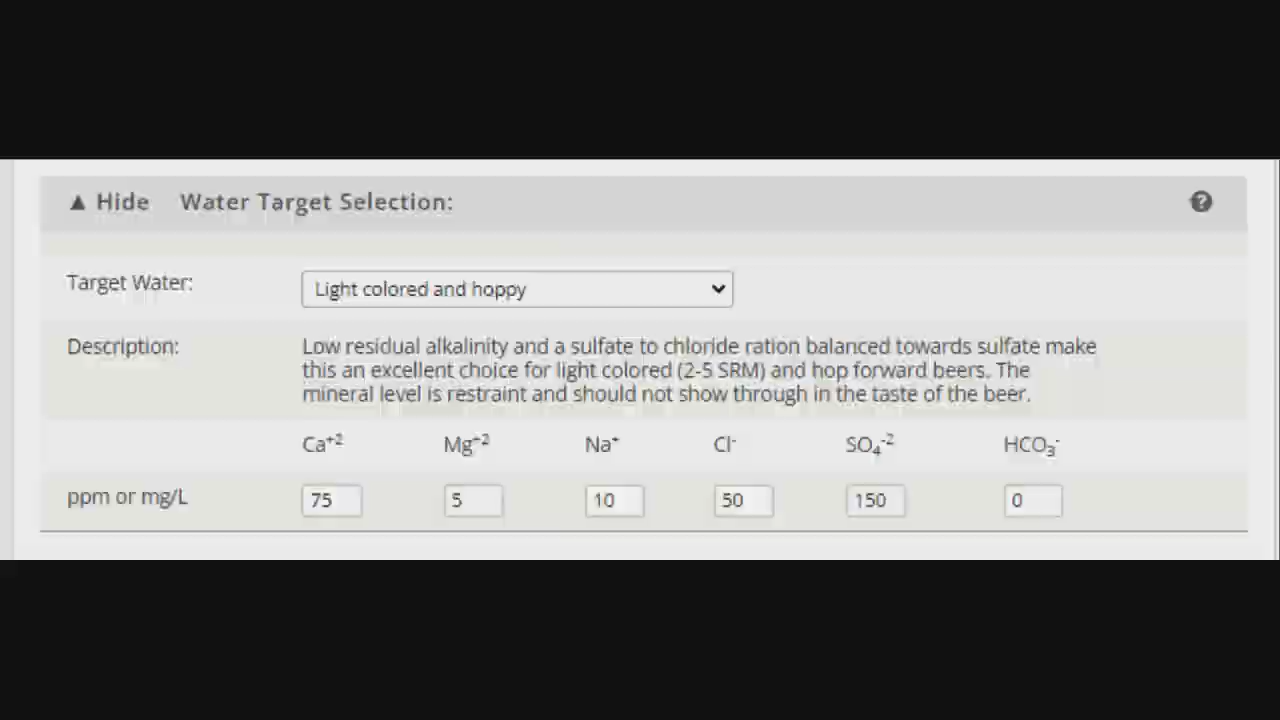 ▲ Hide Water Target Selection: ?
Target Water: Light colored and hoppy
Description: Low residual alkalinity and a sulfate to chloride ration balanced towards sulfate make
this an excellent choice for light colored (2-5 SRM) and hop forward beers. The
mineral level is restraint and should not show through in the taste of the beer.
Ca⁺² Mg⁺² Na⁺ Cl⁻ SO₄⁻² HCO₃⁻
ppm or mg/L 75 5 10 50 150 0